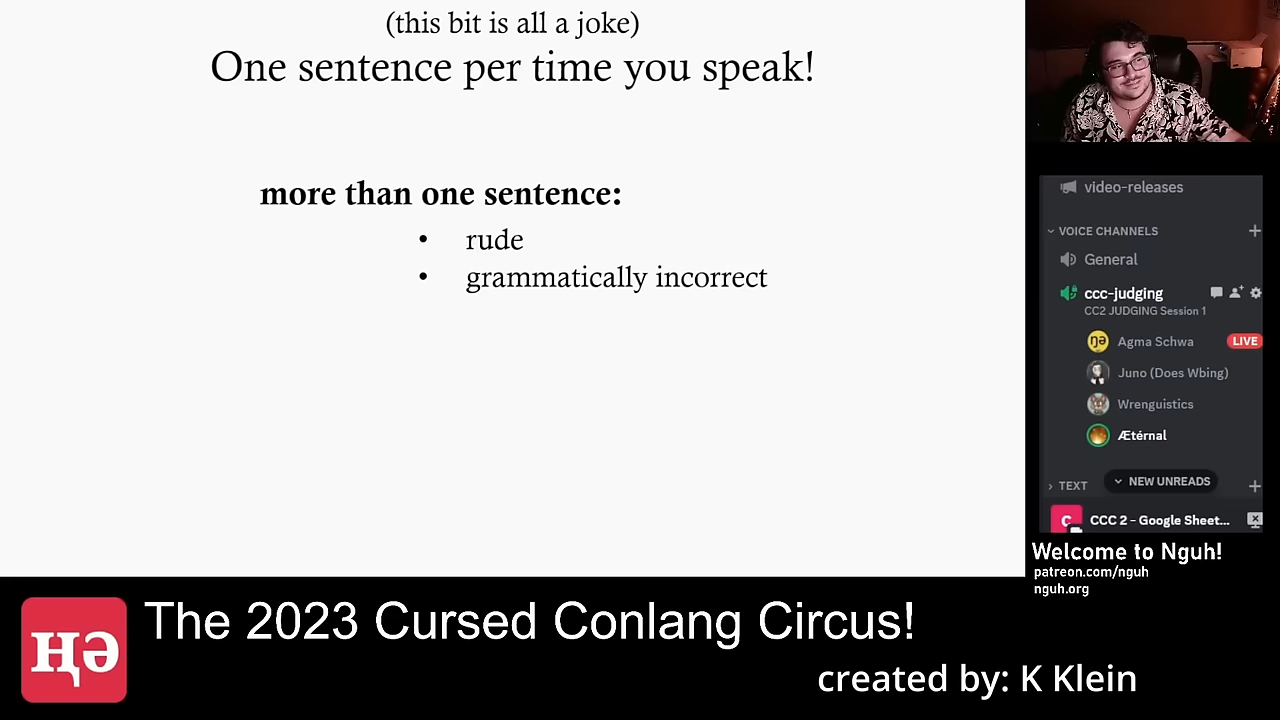 (this bit is all a joke)
One sentence per time you speak!
more than one sentence:
• rude
• grammatically incorrect
video-releases
VOICE CHANNELS
General
ccc-judging
CC2 JUDGING Session 1
Agma Schwa LIVE
ŋə
Juno (Does Wbing)
Wrenguistics
Ætérnal
TEXT NEW UNREADS
C CCC 2 - Google Sheet...
Welcome to Nguh!
patreon.com/nguh
nguh.org
ңə The 2023 Cursed Conlang Circus!
created by: K Klein